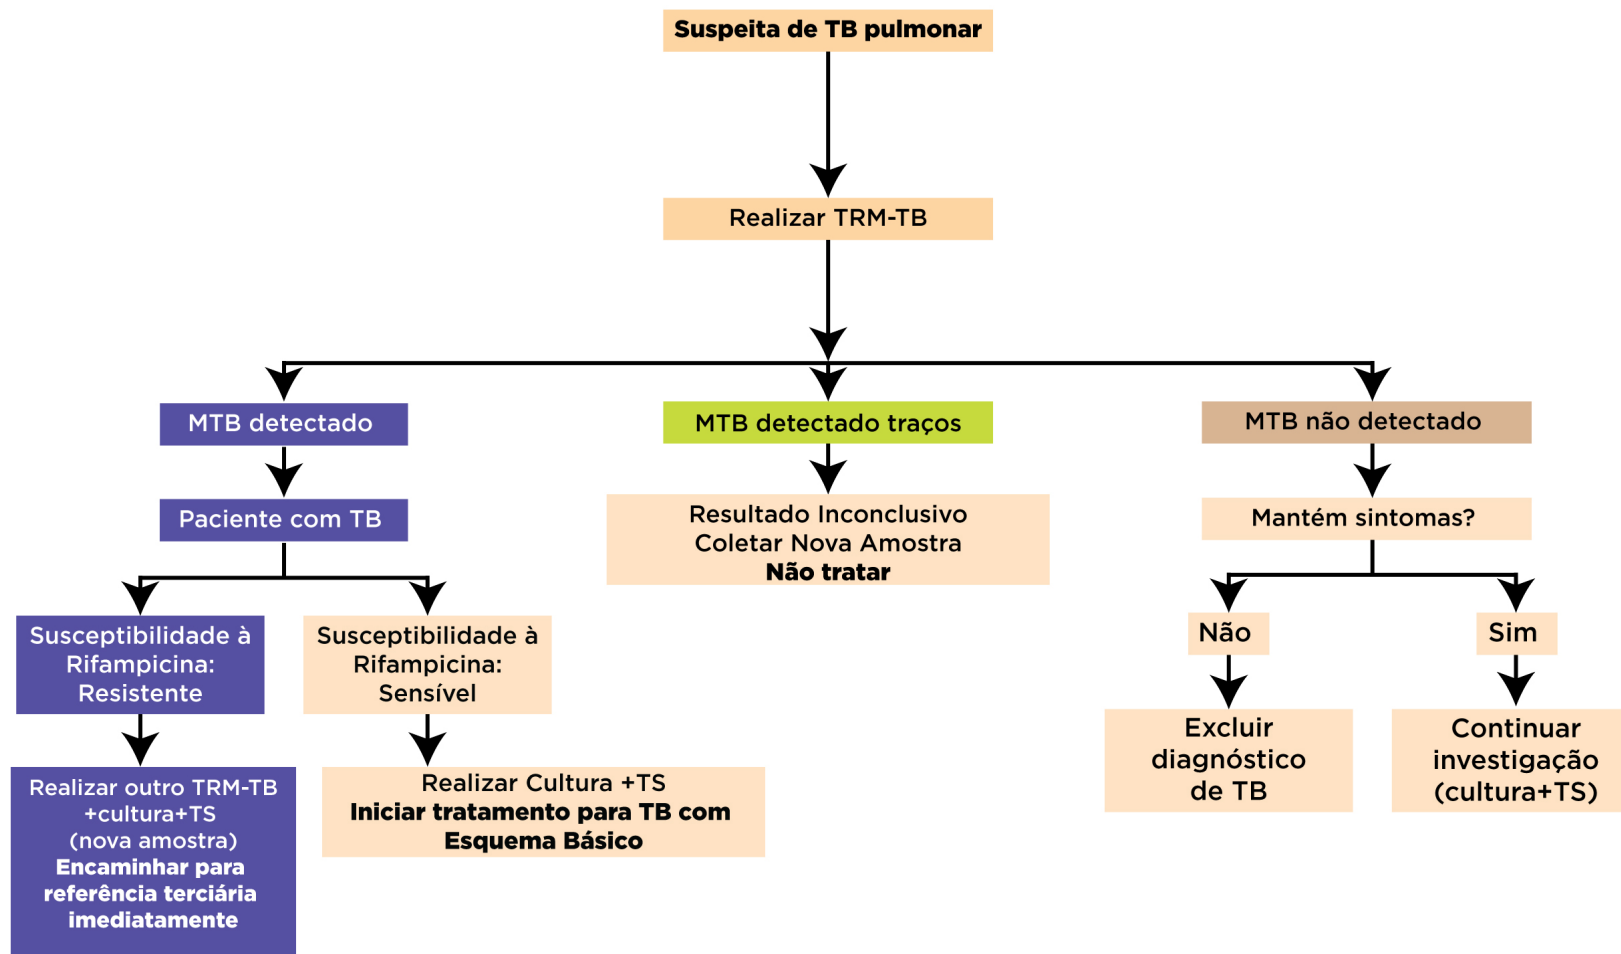 Suspeita de TB pulmonar
Realizar TRM-TB
MTB detectado
MTB detectado traços
MTB não detectado
Paciente com TB
Resultado Inconclusivo
Coletar Nova Amostra
Não tratar
Mantém sintomas?
Susceptibilidade à
Rifampicina:
Resistente
Susceptibilidade à
Rifampicina:
Sensível
Não
Sim
Realizar outro TRM-TB
+cultura+TS
(nova amostra)
Encaminhar para
referência terciária
imediatamente
Realizar Cultura +TS
Iniciar tratamento para TB com
Esquema Básico
Excluir
diagnóstico
de TB
Continuar
investigação
(cultura+TS)